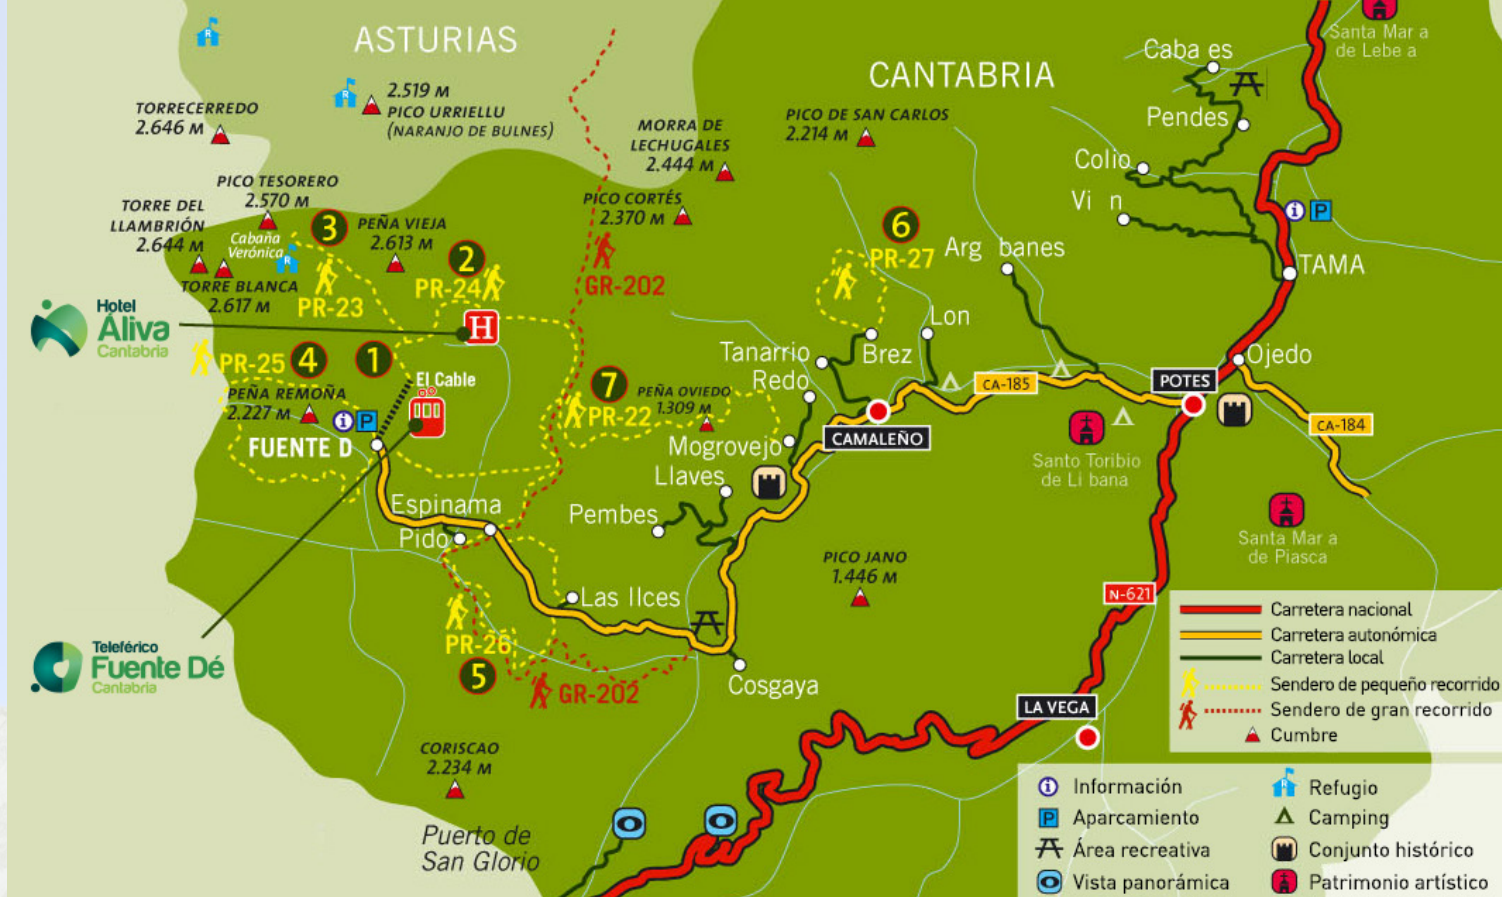 ASTURIAS
CANTABRIA
Santa Mar a
de Lebe a
Caba es
Pendes
Colio
Vi n
TORRECERREDO
2.646 M
R
R
2.519 M
PICO URRIELLU
(NARANJO DE BULNES)
MORRA DE
LECHUGALES
2.444 M
PICO DE SAN CARLOS
2.214 M
PICO TESORERO
2.570 M
TORRE DEL
LLAMBRIÓN
2.644 M
Cabaña
Verónica
R
TORRE BLANCA
2.617 M
3
PR-23
PEÑA VIEJA
2.613 M
2
PR-24
PICO CORTÉS
2.370 M
GR-202
6
PR-27
Arg banes
i P
TAMA
Hotel
Áliva
Cantabria
H
Lon
Brez
Tanarrio
Redo
Ojedo
PR-25
4
1
El Cable
PEÑA REMOÑA
2.227 M
i P
FUENTE D
7
PR-22
PEÑA OVIEDO
1.309 M
CA-185
POTES
CA-184
CAMALEÑO
Mogrovejo
Llaves
Pembes
Santo Toribio
de Li bana
Espinama
Pido
Santa Mar a
de Piasca
PICO JANO
1.446 M
Las Ilces
N-621
PR-26
5
GR-202
Cosgaya
Teleférico
Fuente Dé
Cantabria
LA VEGA
CORISCAO
2.234 M
Puerto de
San Glorio
Carretera nacional
Carretera autonómica
Carretera local
Sendero de pequeño recorrido
Sendero de gran recorrido
Cumbre
i Información
P Aparcamiento
Área recreativa
Vista panorámica
R Refugio
Camping
Conjunto histórico
Patrimonio artístico